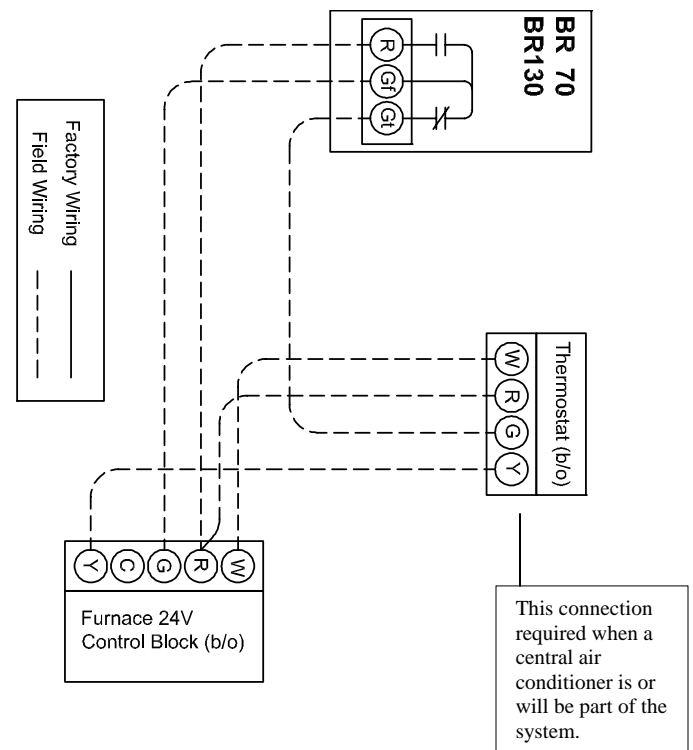 BR 70
BR130
R
Gf
Gt
Factory Wiring
Field Wiring
Thermostat (b/o)
W
R
G
Y
Y
C
G
R
W
Furnace 24V
Control Block (b/o)
This connection
required when a
central air
conditioner is or
will be part of the
system.